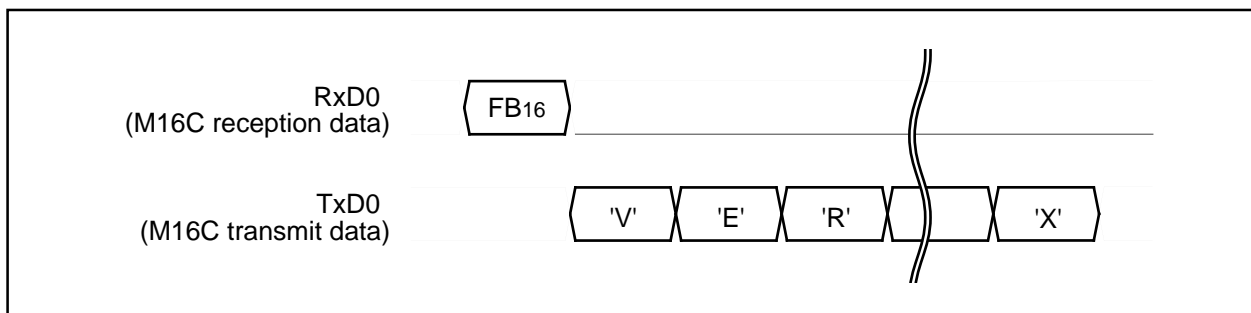 RxD0
(M16C reception data)
FB16
TxD0
(M16C transmit data)
'V' 'E' 'R' 'X'